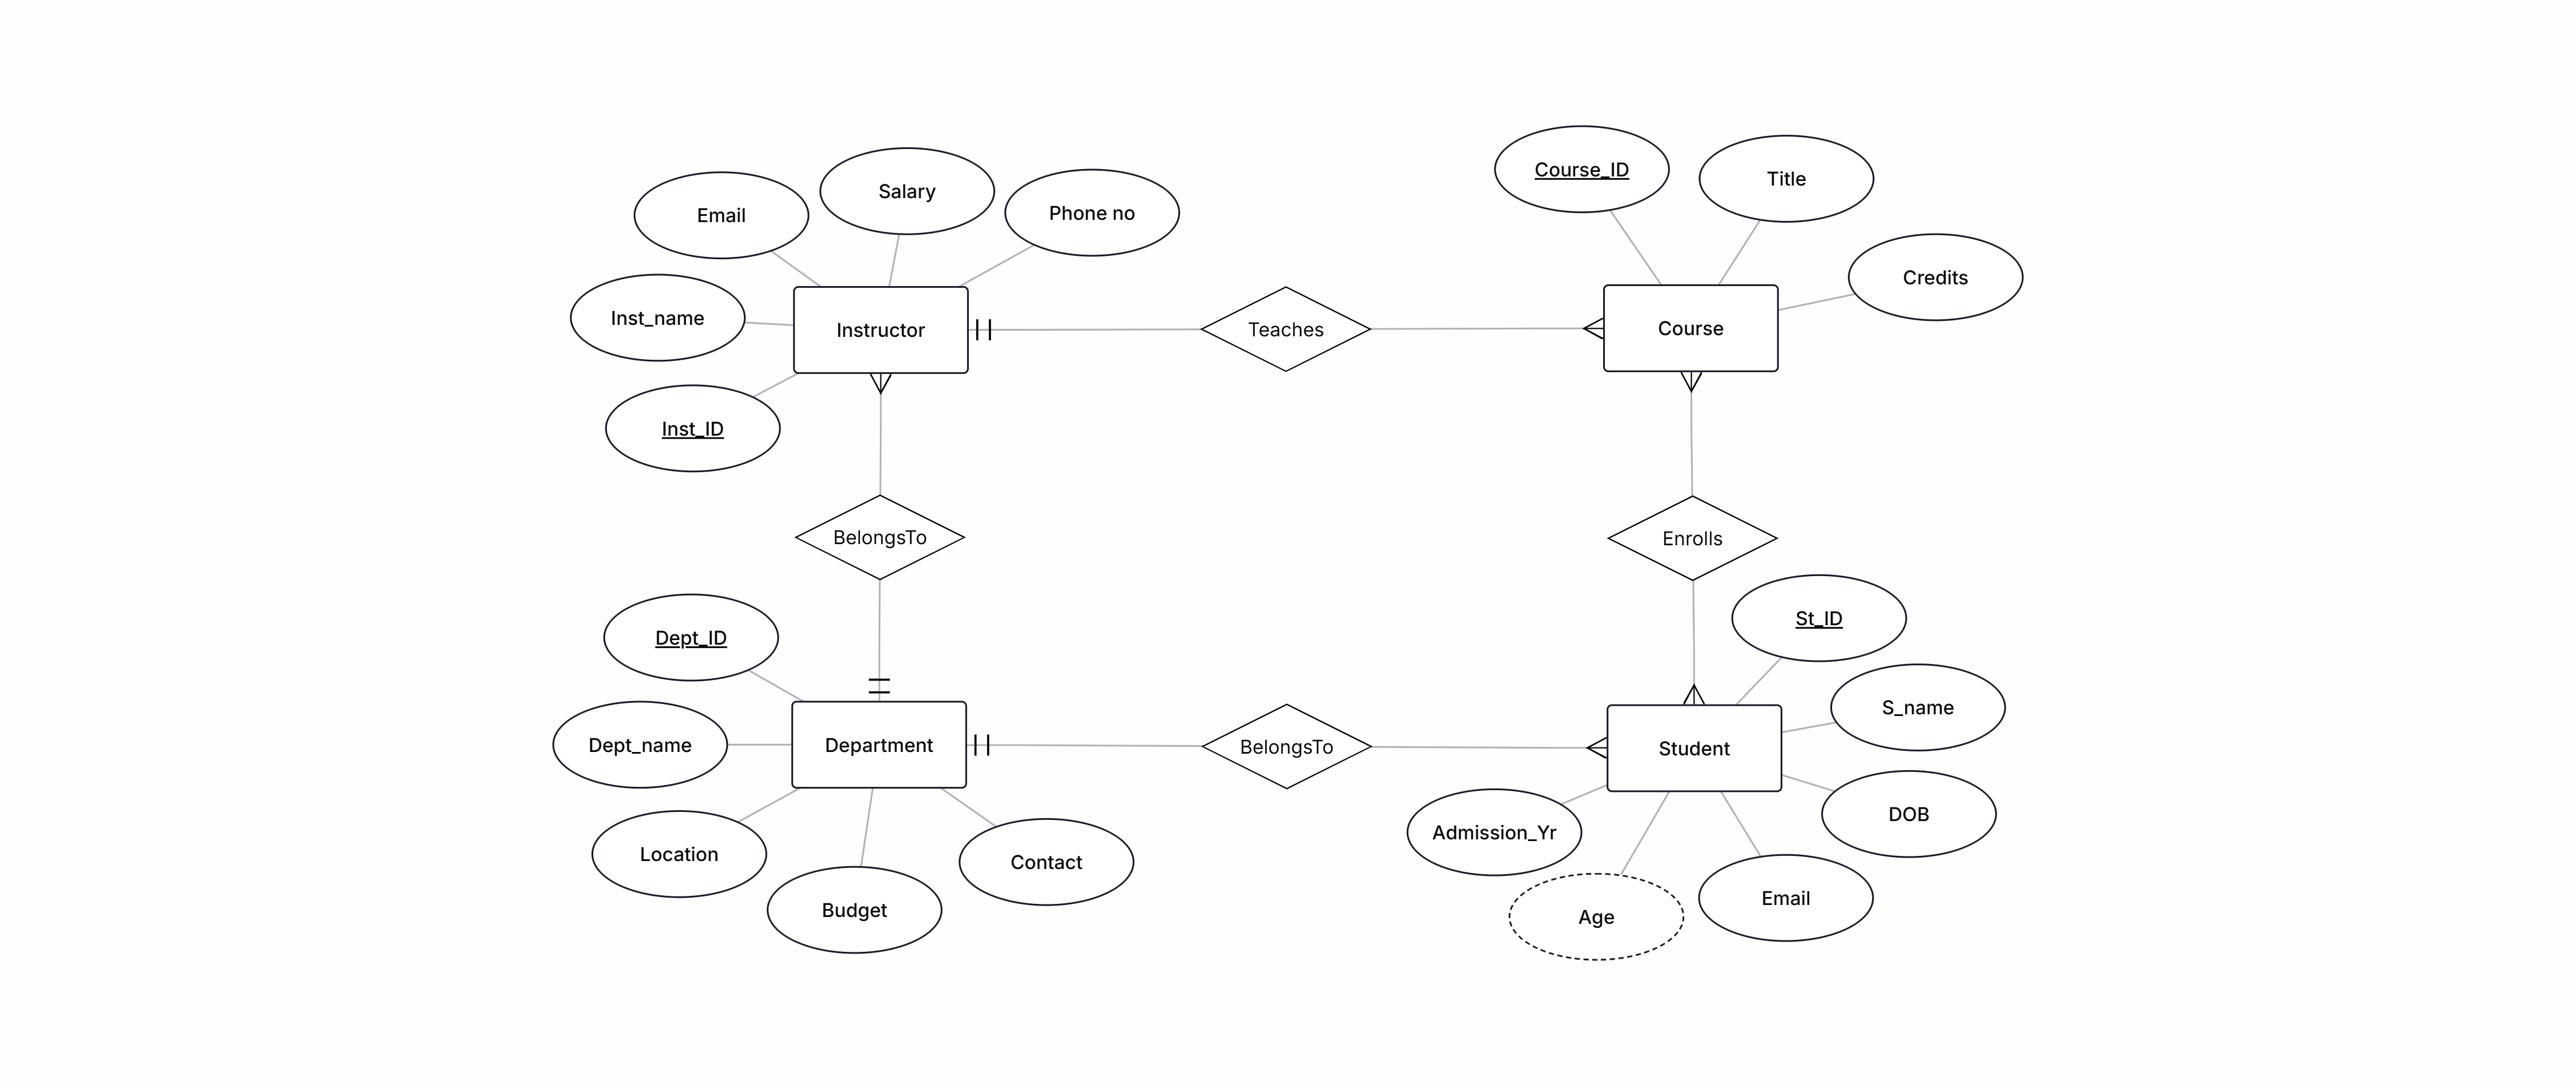 Course_ID
Title
Salary
Phone no
Email
Credits
Inst_name
Instructor
Teaches
Course
Inst_ID
BelongsTo
Enrolls
St_ID
Dept_ID
S_name
Dept_name
Department
BelongsTo
Student
DOB
Admission_Yr
Location
Contact
Email
Budget
Age